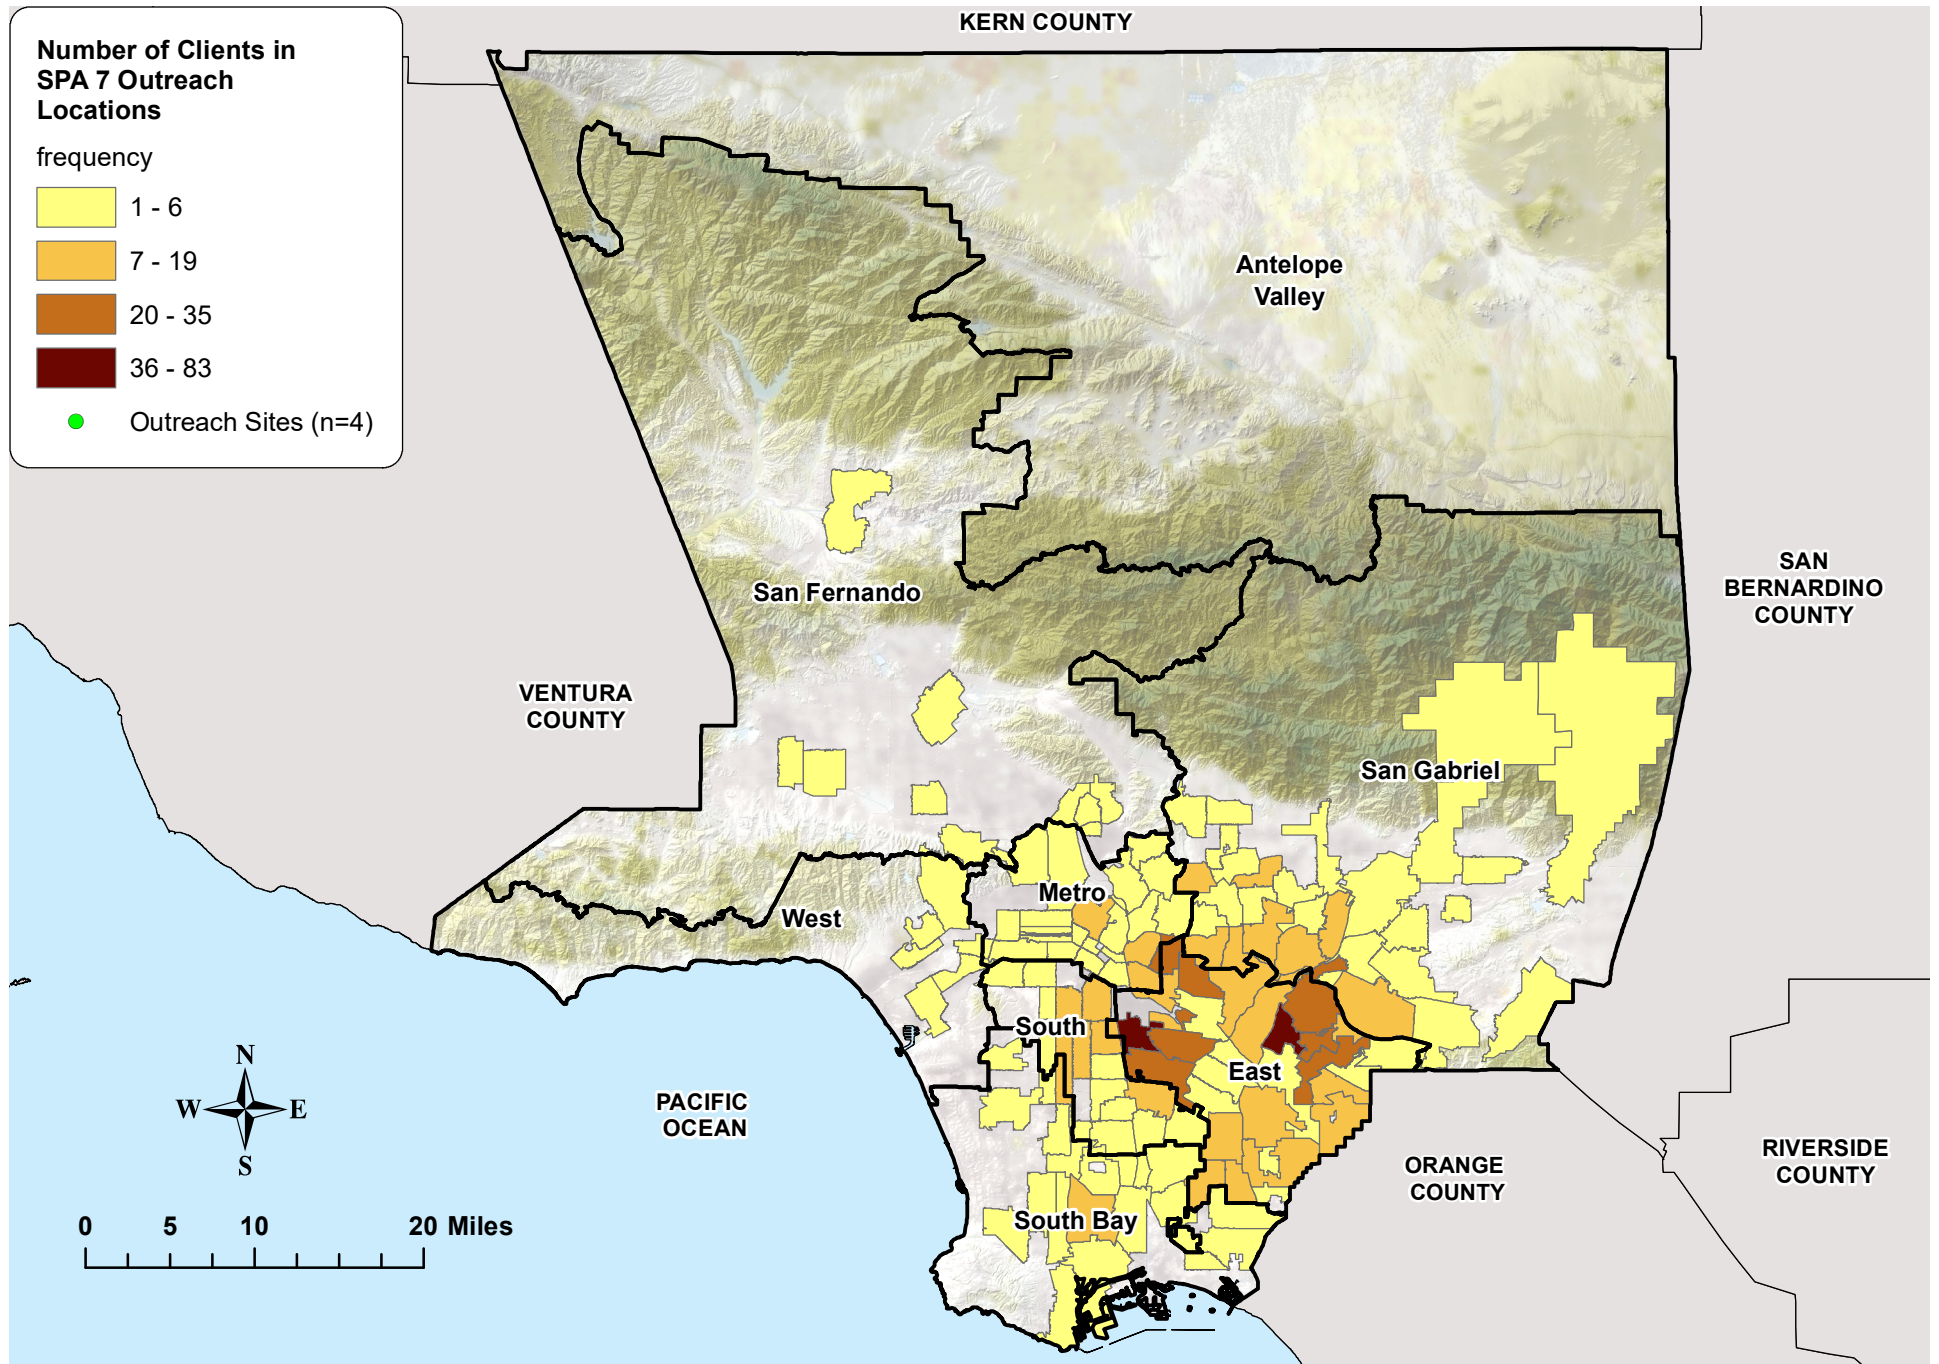 Number of Clients in
SPA 7 Outreach
Locations
frequency
1 - 6
7 - 19
20 - 35
36 - 83
Outreach Sites (n=4)
KERN COUNTY
Antelope
Valley
San Fernando
SAN
BERNARDINO
COUNTY
VENTURA
COUNTY
San Gabriel
Metro
West
South
East
PACIFIC
OCEAN
N
W
E
S
ORANGE
COUNTY
RIVERSIDE
COUNTY
South Bay
0 5 10 20 Miles